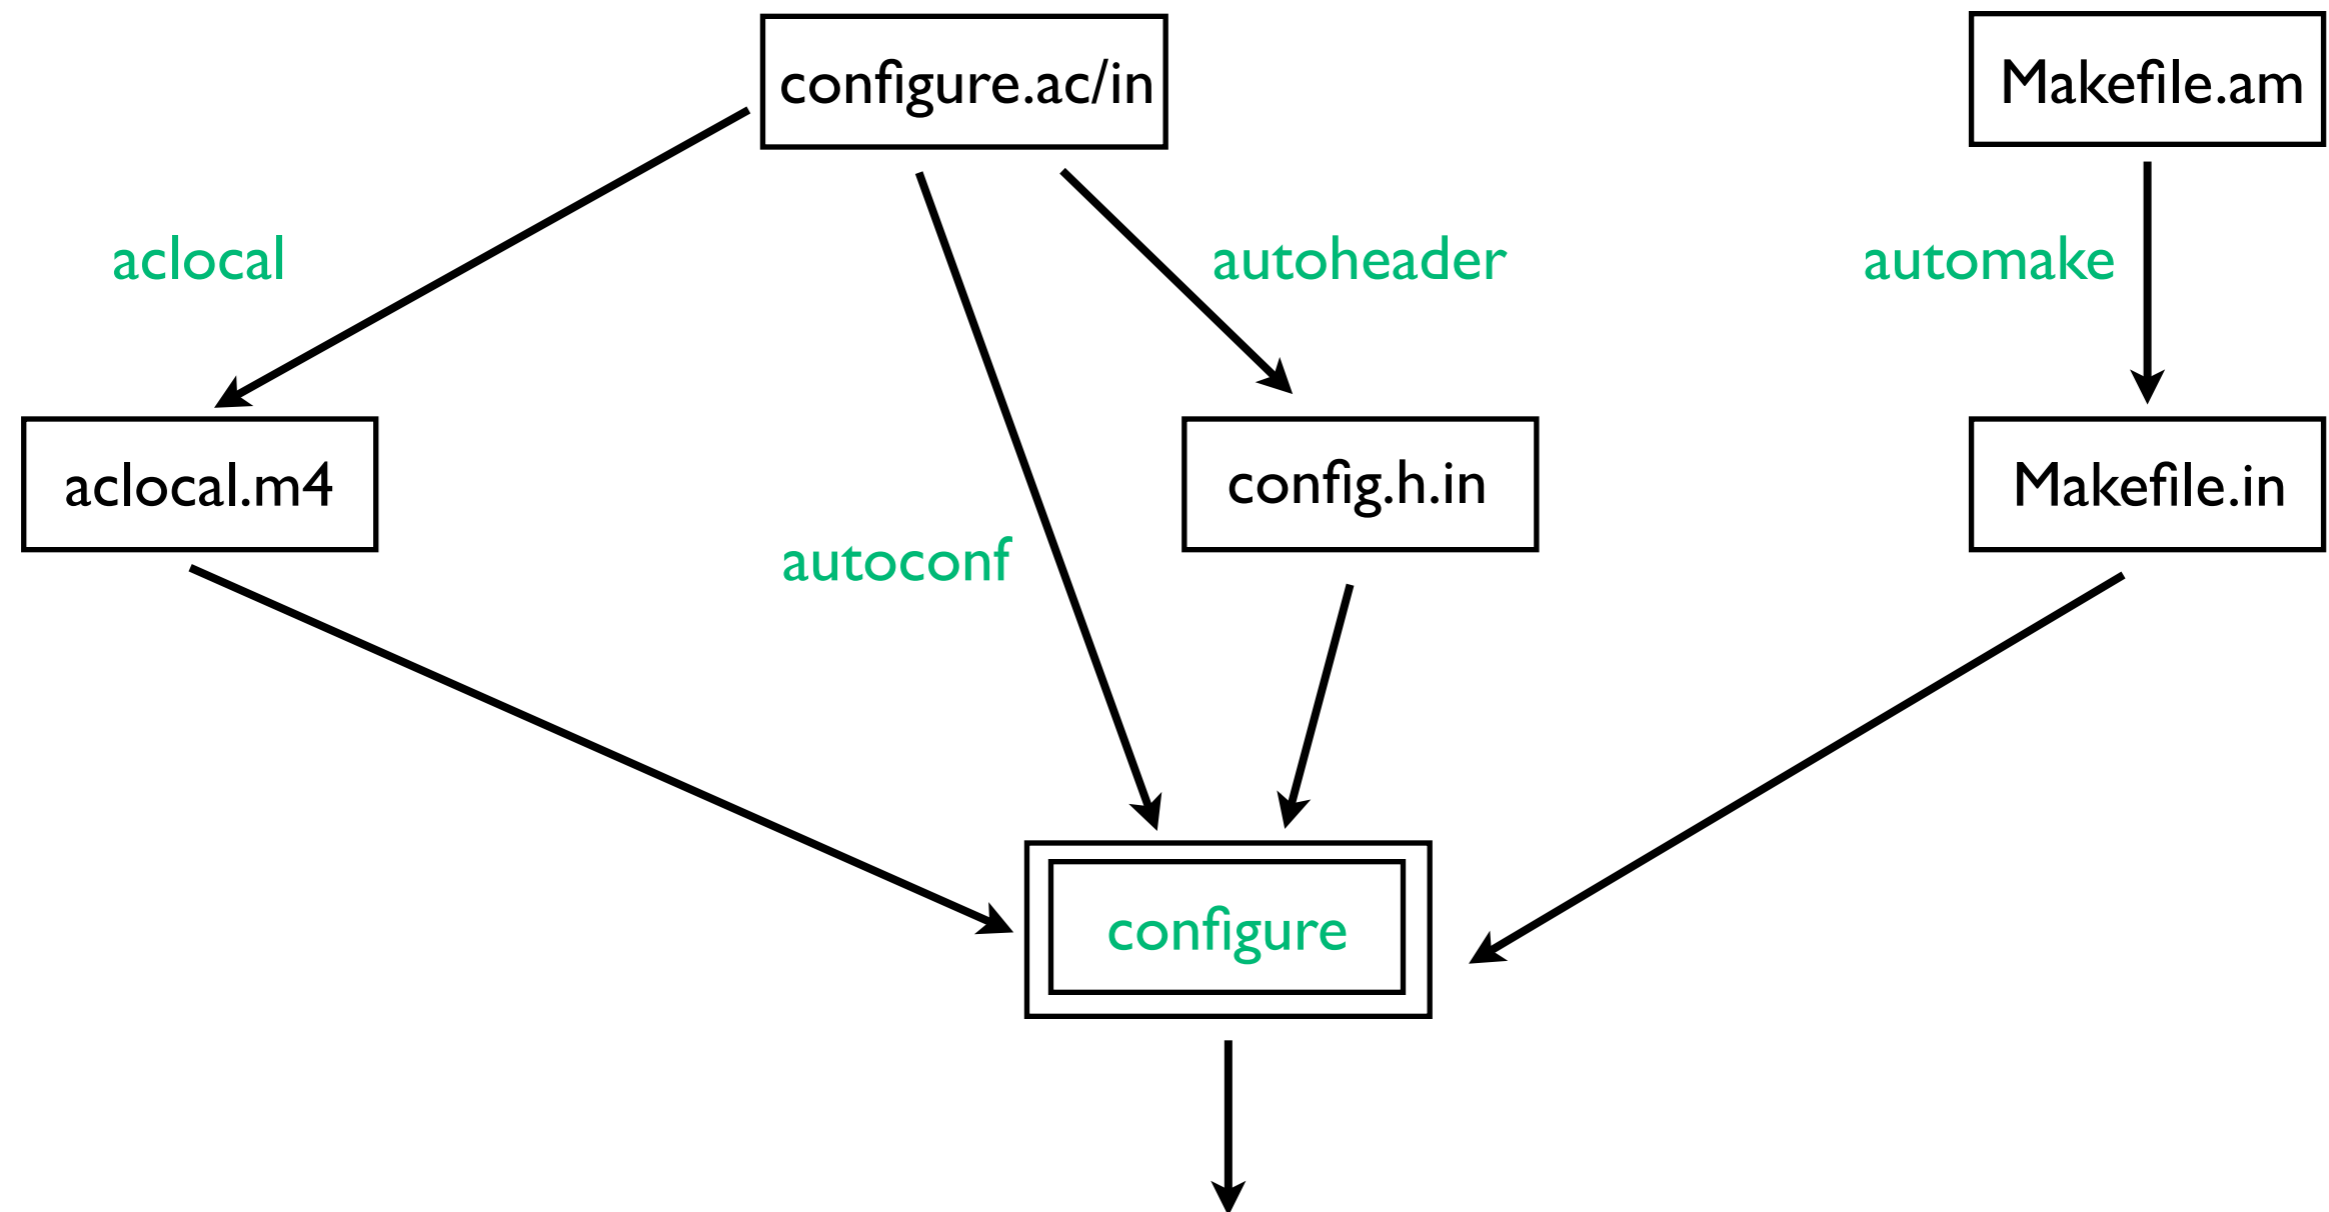 configure.ac/in
Makefile.am
aclocal
autoheader
automake
aclocal.m4
config.h.in
Makefile.in
autoconf
configure